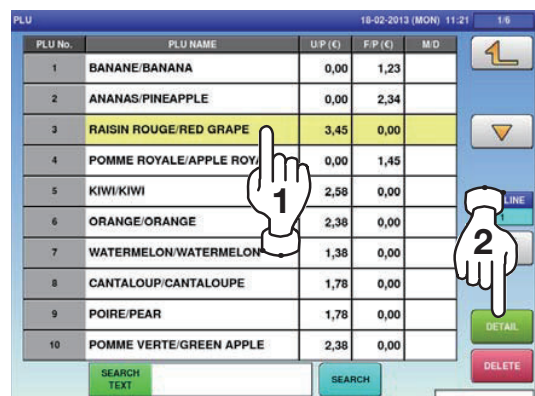 PLU 18-02-2013 (MON) 11:21 1/6
PLU No. PLU NAME U/P (€) F/P (€) M/D
1 BANANE/BANANA 0,00 1,23
2 ANANAS/PINEAPPLE 0,00 2,34
3 RAISIN ROUGE/RED GRAPE 3,45 0,00
4 POMME ROYALE/APPLE ROYA 0,00 1,45
5 KIWI/KIWI 2,58 0,00
6 ORANGE/ORANGE 2,38 0,00
7 WATERMELON/WATERMELON 1,38 0,00
8 CANTALOUP/CANTALOUPE 1,78 0,00
9 POIRE/PEAR 1,78 0,00
10 POMME VERTE/GREEN APPLE 2,38 0,00
1
LINE
1
2
DETAIL
DELETE
SEARCH
TEXT
SEARCH